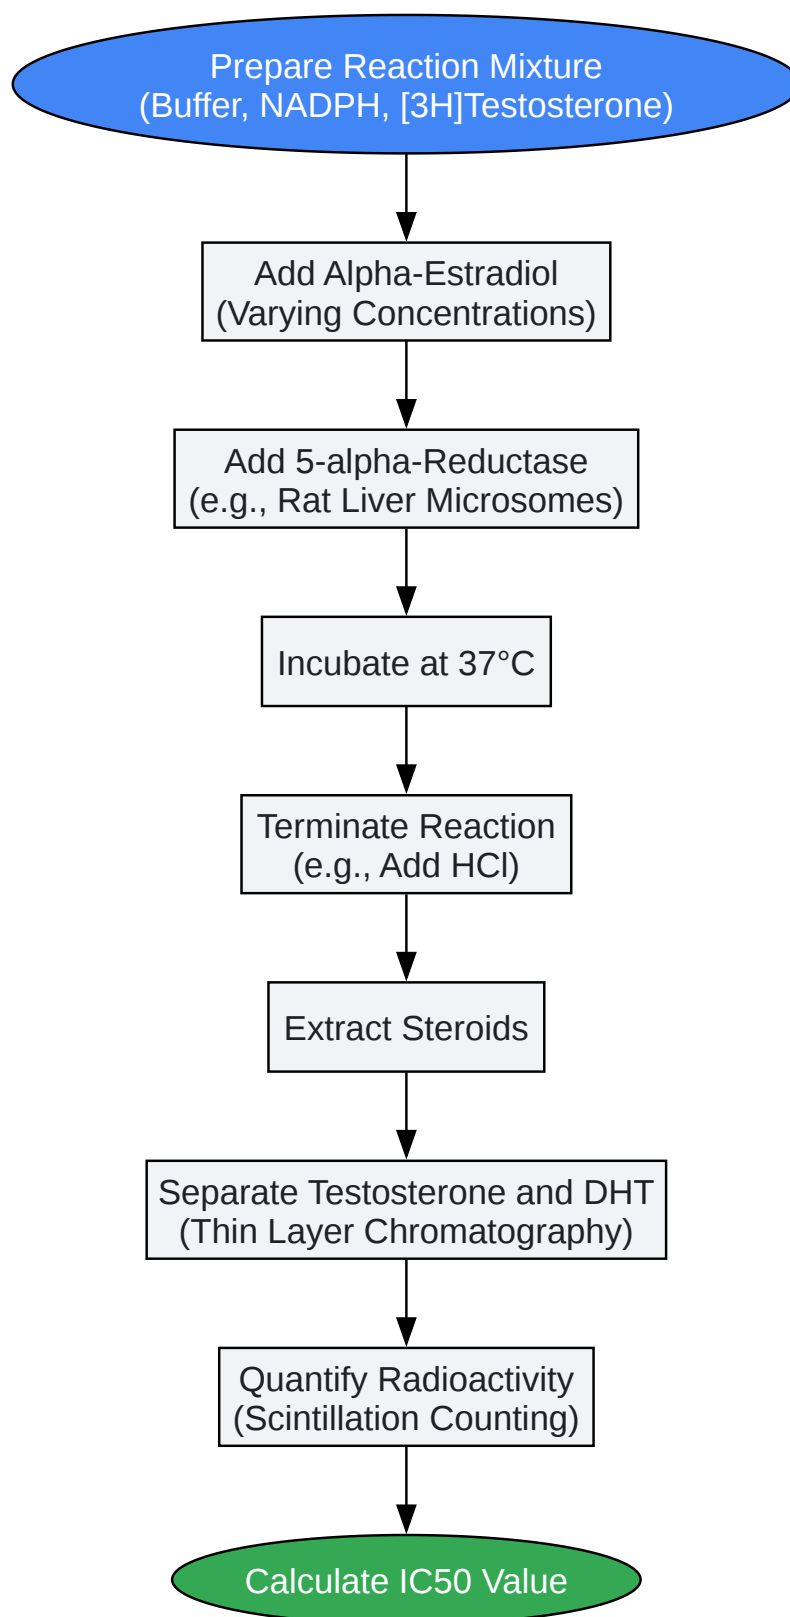 Prepare Reaction Mixture
(Buffer, NADPH, [3H]Testosterone)
Add Alpha-Estradiol
(Varying Concentrations)
Add 5-alpha-Reductase
(e.g., Rat Liver Microsomes)
Incubate at 37°C
Terminate Reaction
(e.g., Add HCl)
Extract Steroids
Separate Testosterone and DHT
(Thin Layer Chromatography)
Quantify Radioactivity
(Scintillation Counting)
Calculate IC50 Value